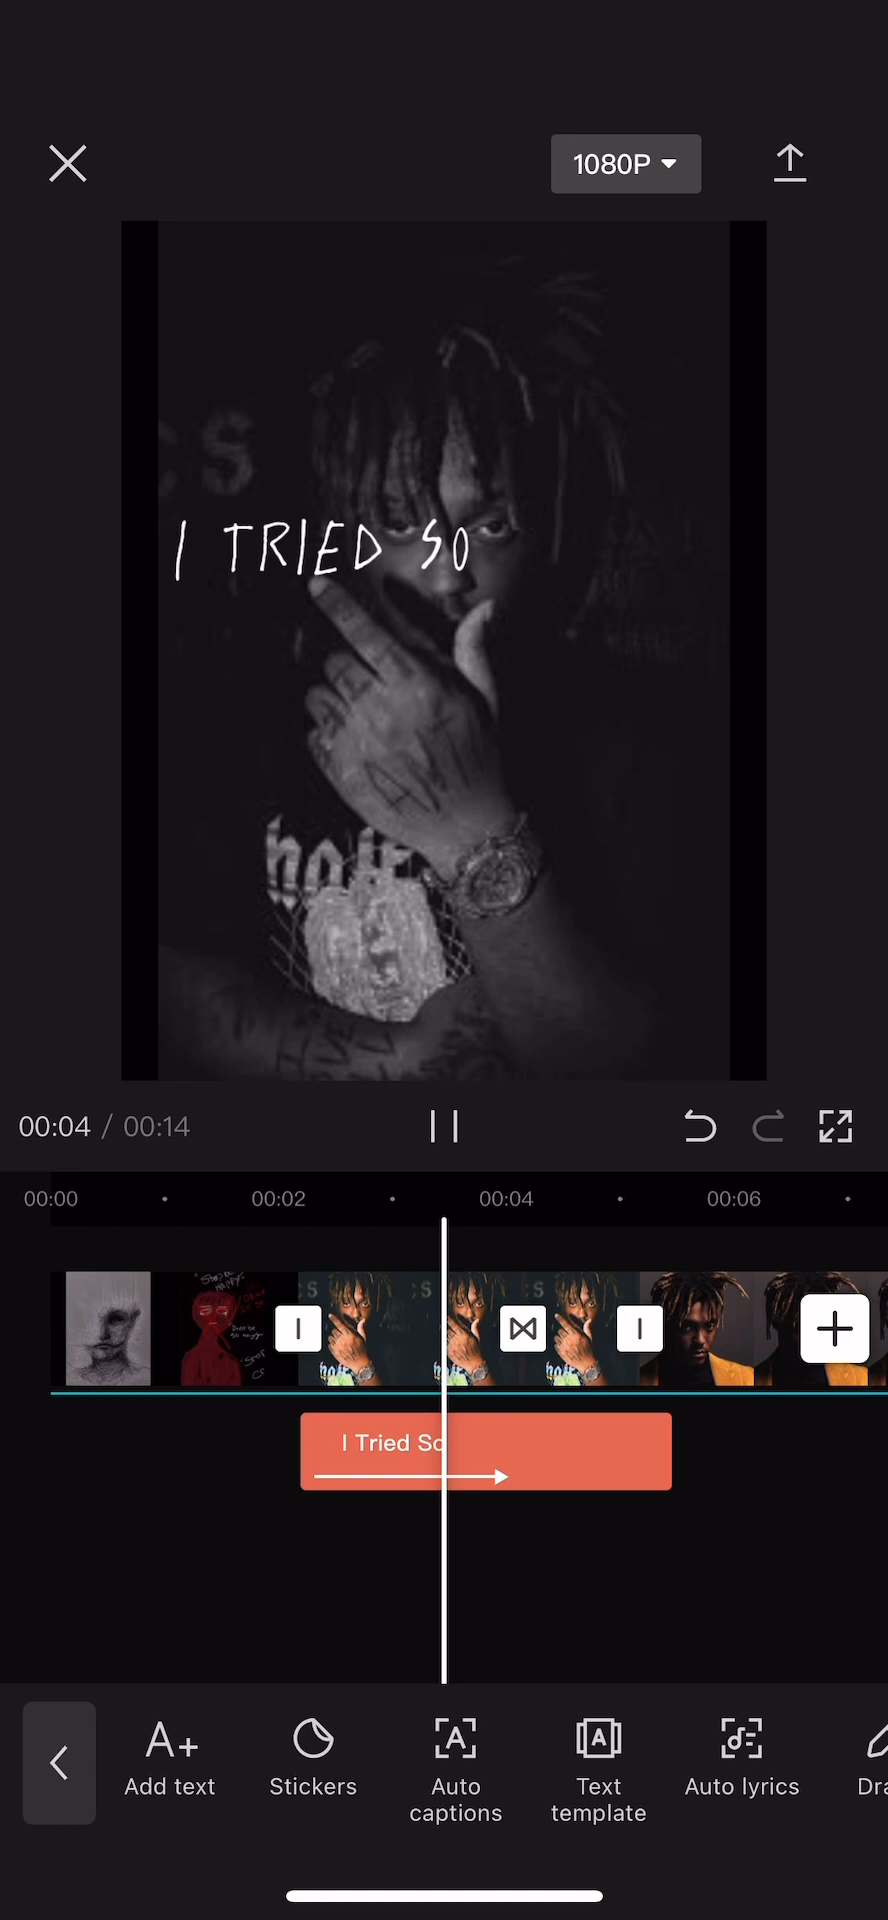 1080P
S
I TRIED SO
00:04 / 00:14
00:00 00:02 00:04 00:06
I Tried So
Add text
Stickers
Auto captions
Text template
Auto lyrics
Dra